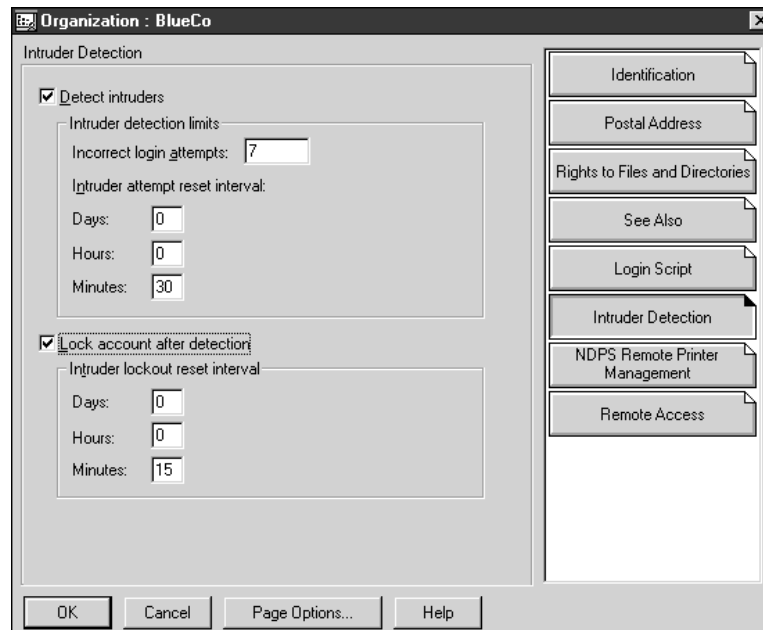 Organization : BlueCo
Intruder Detection
Detect intruders
Intruder detection limits
Incorrect login attempts: 7
Intruder attempt reset interval:
Days: 0
Hours: 0
Minutes: 30
Lock account after detection
Intruder lockout reset interval
Days: 0
Hours: 0
Minutes: 15
Identification
Postal Address
Rights to Files and Directories
See Also
Login Script
Intruder Detection
NDPS Remote Printer
Management
Remote Access
OK
Cancel
Page Options...
Help